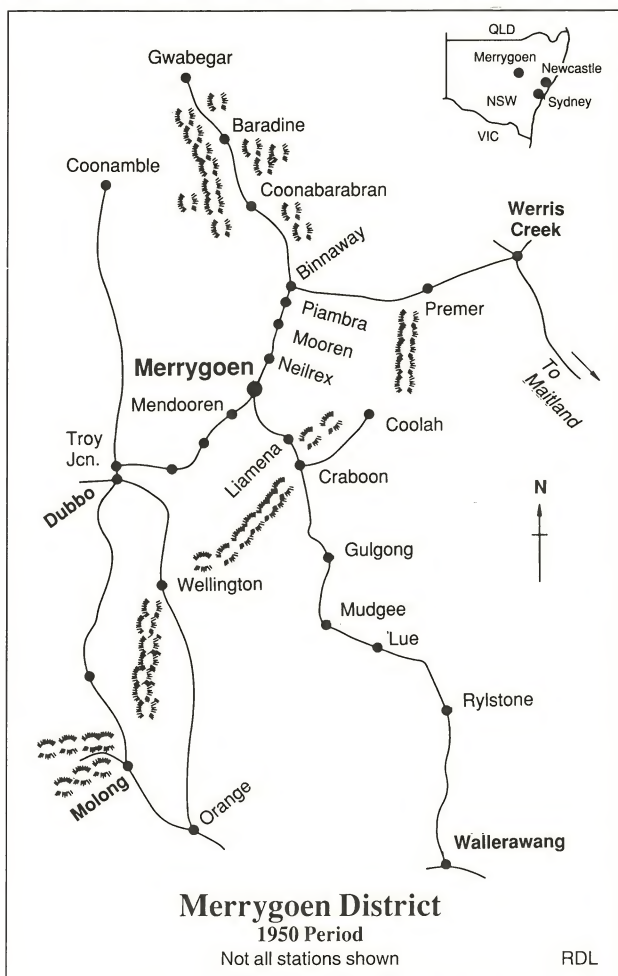 QLD
Merrygoen
Newcastle
NSW
Sydney
VIC
Gwabegar
Baradine
Coonamble
Coonabarabran
Werris
Creek
Binnaway
Premer
Piambra
Mooren
Neilrex
Merrygoen
To
Maitland
Mendooren
Coolah
Troy
Jcn.
Liamena
Craboon
Dubbo
N
Gulgong
Wellington
Mudgee
Lue
Rylstone
Molong
Orange
Wallerawang
Merrygoen District
1950 Period
Not all stations shown
RDL